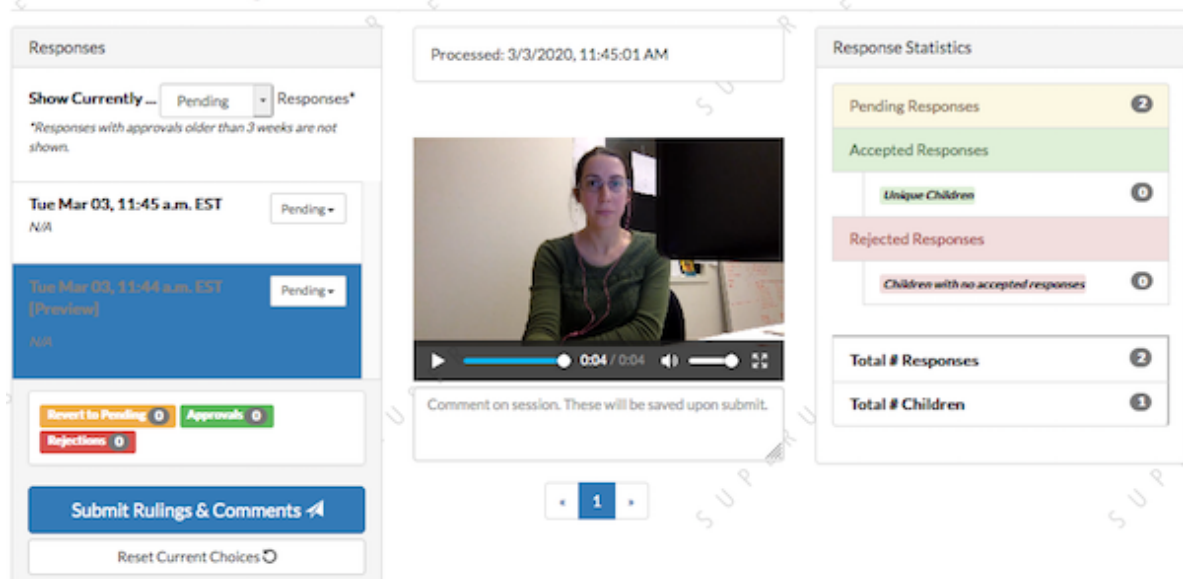 Responses
Show Currently ... Pending Responses*
*Responses with approvals older than 3 weeks are not
shown.
Tue Mar 03, 11:45 a.m. EST
Pending
N/A
Tue Mar 03, 11:44 a.m. EST
[Preview]
Pending
N/A
Revert to Pending 0 Approvals 0
Rejections 0
Submit Rulings & Comments
Reset Current Choices
Processed: 3/3/2020, 11:45:01 AM
0:04 / 0:04
Comment on session. These will be saved upon submit.
« 1 »
Response Statistics
Pending Responses 2
Accepted Responses
Unique Children 0
Rejected Responses
Children with no accepted responses 0
Total # Responses 2
Total # Children 1